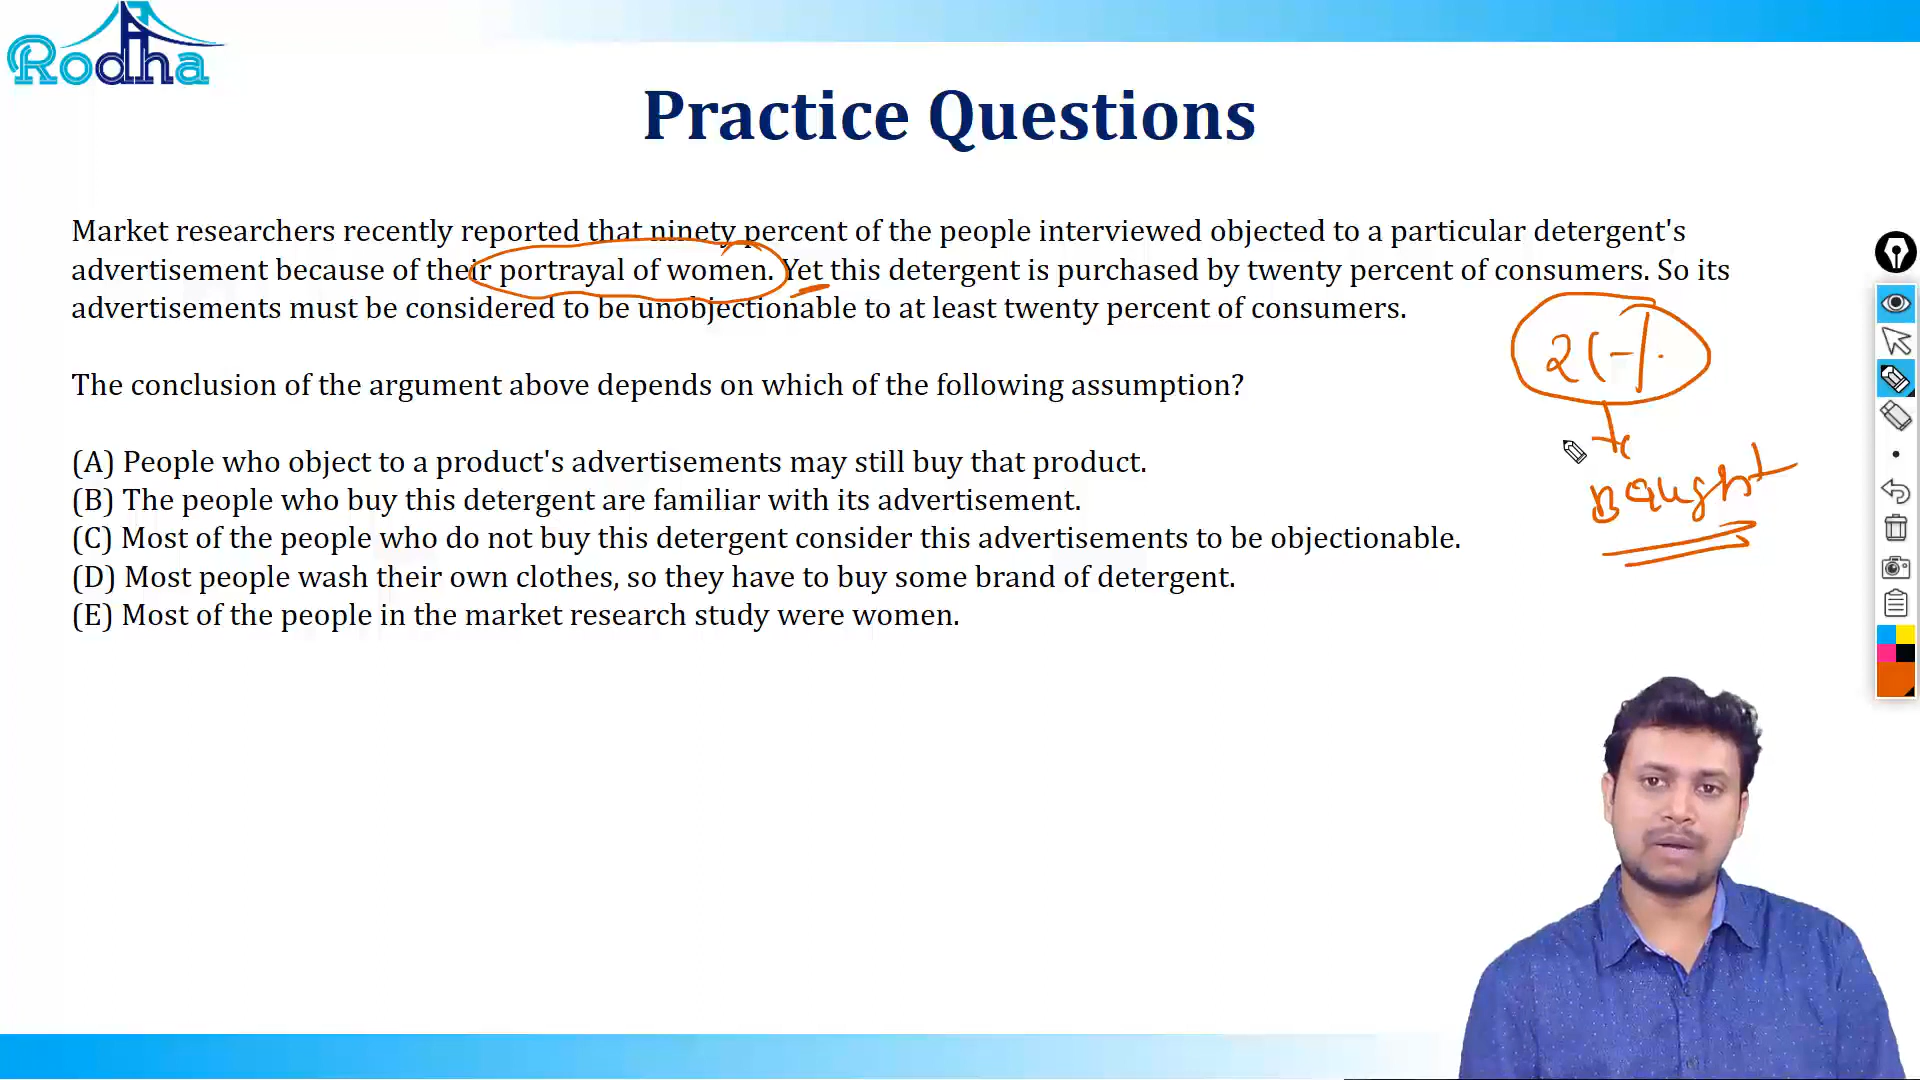 Rodha
Practice Questions
Market researchers recently reported that ninety percent of the people interviewed objected to a particular detergent's
advertisement because of their portrayal of women. Yet this detergent is purchased by twenty percent of consumers. So its
advertisements must be considered to be unobjectionable to at least twenty percent of consumers.
The conclusion of the argument above depends on which of the following assumption?
(A) People who object to a product's advertisements may still buy that product.
(B) The people who buy this detergent are familiar with its advertisement.
(C) Most of the people who do not buy this detergent consider this advertisements to be objectionable.
(D) Most people wash their own clothes, so they have to buy some brand of detergent.
(E) Most of the people in the market research study were women.
Bought